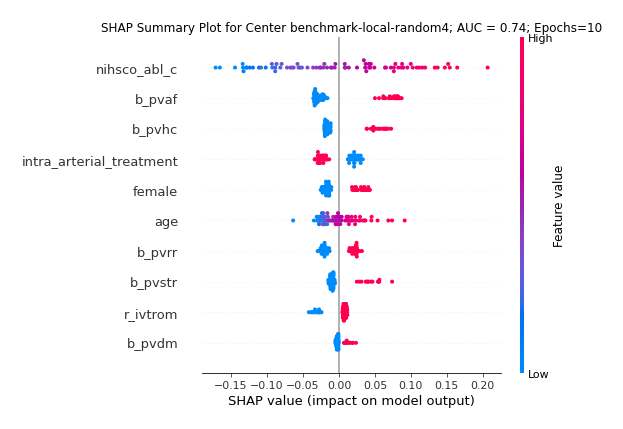 SHAP Summary Plot for Center benchmark-local-random4; AUC = 0.74; Epochs=10
High
nihsco_abl_c
b_pvaf
b_pvhc
intra_arterial_treatment
female
age
b_pvrr
b_pvstr
r_ivtrom
b_pvdm
Feature value
Low
−0.15 −0.10 −0.05 0.00 0.05 0.10 0.15 0.20
SHAP value (impact on model output)